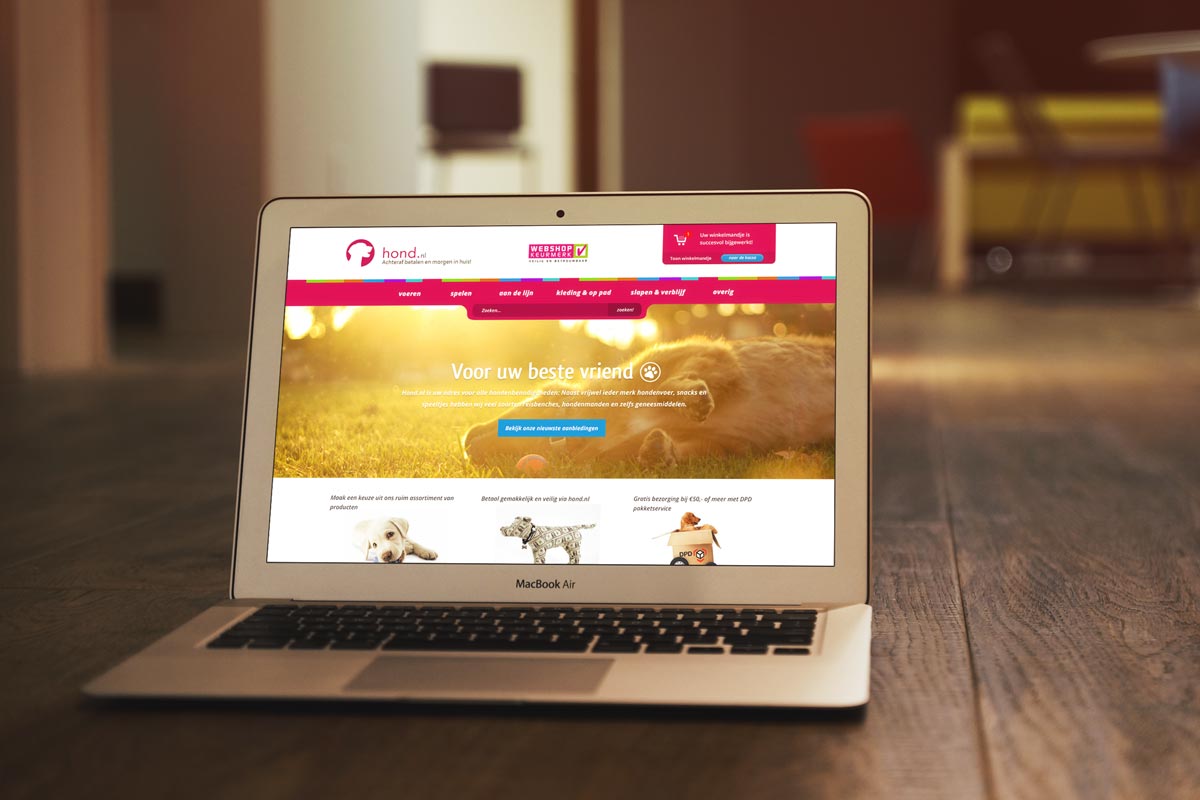 hond.nl
Achteraf betalen en morgen in huis!
WEBSHOP
KEURMERK
VEILIG EN BETROUWBAAR
Uw winkelmandje is
succesvol bijgewerkt!
Toon winkelmandje
naar de kassa
voeren spelen aan de lijn kleding & op pad slapen & verblijf overig
Zoeken... zoeken!
Voor uw beste vriend
Hond.nl is uw adres voor alle hondenbenodigdheden: Naast vrijwel ieder merk hondenvoer, snacks en
speeltjes hebben wij veel soorten reisbenches, hondenmanden en zelfs geneesmiddelen.
Bekijk onze nieuwste aanbiedingen
Maak een keuze uit ons ruim assortiment van
producten
Betaal gemakkelijk en veilig via hond.nl
Gratis bezorging bij €50,- of meer met DPD
pakketservice
DPD
MacBook Air